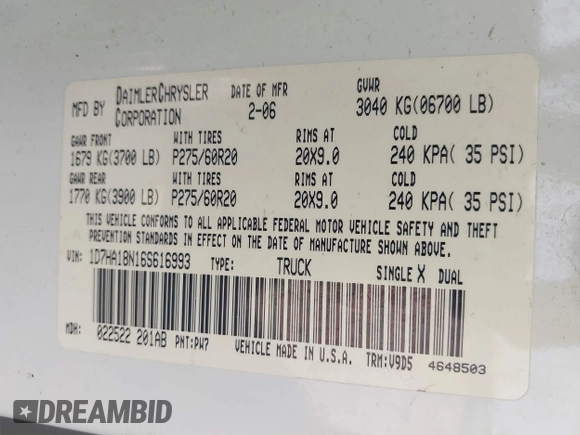 MFD BY DAIMLERCHRYSLER CORPORATION DATE OF MFR 2-06 GVWR 3040 KG(06700 LB)
GAWR FRONT WITH TIRES RIMS AT COLD
1679 KG(3700 LB) P275/60R20 20X9.0 240 KPA( 35 PSI)
GAWR REAR WITH TIRES RIMS AT COLD
1770 KG(3900 LB) P275/60R20 20X9.0 240 KPA( 35 PSI)
THIS VEHICLE CONFORMS TO ALL APPLICABLE FEDERAL MOTOR VEHICLE SAFETY AND THEFT
PREVENTION STANDARDS IN EFFECT ON THE DATE OF MANUFACTURE SHOWN ABOVE.
VIN: 1D7HA18N16S616993 TYPE: TRUCK SINGLE X DUAL
MDH: 022522 201AB PNT:PW7 VEHICLE MADE IN U.S.A. TRM:V9D5 4648503
DREAMBID